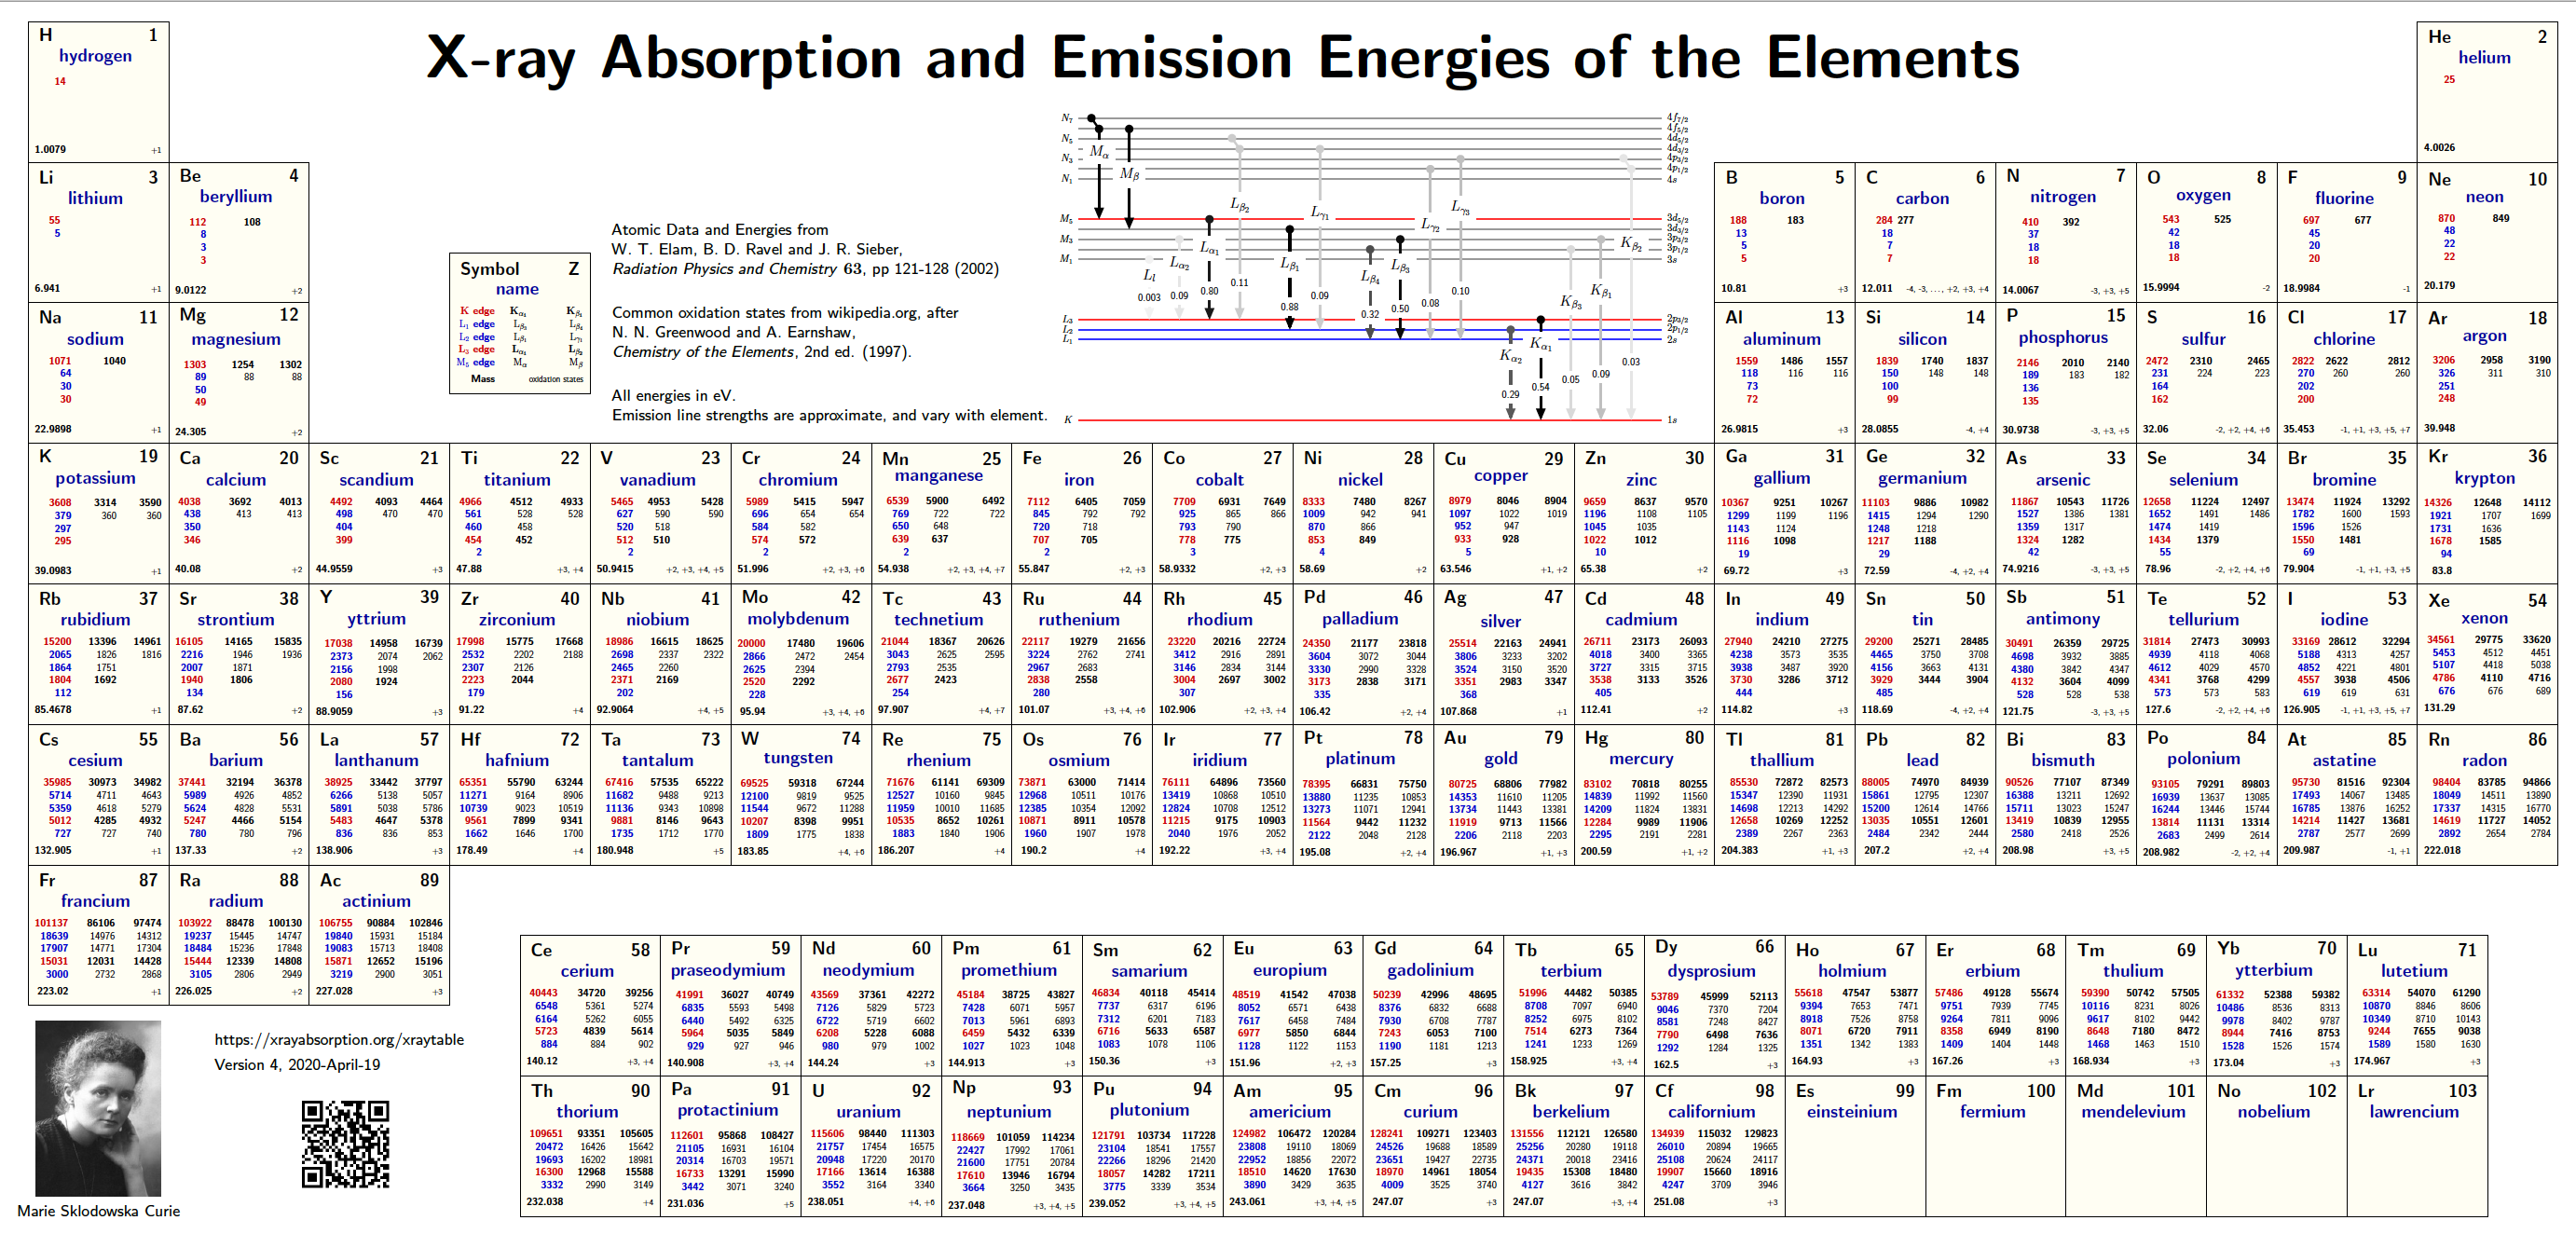 X-ray Absorption and Emission Energies of the Elements
H 1
hydrogen
14
1.0079 +1
He 2
helium
25
4.0026
Li 3
lithium
55
5
6.941 +1
Be 4
beryllium
112 108
8
3
3
9.0122 +2
Symbol Z
name
K edge Kα1 Kβ1
L1 edge Lβ3 Lβ4
L2 edge Lβ1 Lγ1
L3 edge Lα1 Lβ2
M5 edge Mα Mβ
Mass oxidation states
Atomic Data and Energies from
W. T. Elam, B. D. Ravel and J. R. Sieber,
Radiation Physics and Chemistry 63, pp 121-128 (2002)
Common oxidation states from wikipedia.org, after
N. N. Greenwood and A. Earnshaw,
Chemistry of the Elements, 2nd ed. (1997).
All energies in eV.
Emission line strengths are approximate, and vary with element.
N7 4f7/2
4f5/2
N5 4d5/2
4d3/2
N3 4p3/2
4p1/2
N1 4s
M5 3d5/2
3d3/2
M3 3p3/2
3p1/2
M1 3s
L3 2p3/2
L2 2p1/2
L1 2s
K 1s
Mα Mβ
Ll Lα2 Lα1 Lβ2 Lβ1 Lγ1 Lβ4 Lβ3 Lγ2 Lγ3
0.003 0.09 0.80 0.11 0.88 0.09 0.32 0.50 0.08 0.10
Kα2 Kα1 Kβ3 Kβ1 Kβ2
0.29 0.54 0.05 0.09 0.03
B 5
boron
188 183
13
5
5
10.81 +3
C 6
carbon
284 277
18
7
7
12.011 -4, -3, ..., +2, +3, +4
N 7
nitrogen
410 392
37
18
18
14.0067 -3, +3, +5
O 8
oxygen
543 525
42
18
18
15.9994 -2
F 9
fluorine
697 677
45
20
20
18.9984 -1
Ne 10
neon
870 849
48
22
22
20.179
Na 11
sodium
1071 1040
64
30
30
22.9898 +1
Mg 12
magnesium
1303 1254 1302
89 88 88
50
49
24.305 +2
Al 13
aluminum
1559 1486 1557
118 116 116
73
72
26.9815 +3
Si 14
silicon
1839 1740 1837
150 148 148
100
99
28.0855 -4, +4
P 15
phosphorus
2146 2010 2140
189 183 182
136
135
30.9738 -3, +3, +5
S 16
sulfur
2472 2310 2465
231 224 223
164
162
32.06 -2, +2, +4, +6
Cl 17
chlorine
2822 2622 2812
270 260 260
202
200
35.453 -1, +1, +3, +5, +7
Ar 18
argon
3206 2958 3190
326 311 310
251
248
39.948
K 19
potassium
3608 3314 3590
379 360 360
297
295
39.0983 +1
Ca 20
calcium
4038 3692 4013
438 413 413
350
346
40.08 +2
Sc 21
scandium
4492 4093 4464
498 470 470
404
399
44.9559 +3
Ti 22
titanium
4966 4512 4933
561 528 528
460 458
454 452
2
47.88 +3, +4
V 23
vanadium
5465 4953 5428
627 590 590
520 518
512 510
2
50.9415 +2, +3, +4, +5
Cr 24
chromium
5989 5415 5947
696 654 654
584 582
574 572
2
51.996 +2, +3, +6
Mn 25
manganese
6539 5900 6492
769 722 722
650 648
639 637
2
54.938 +2, +3, +4, +7
Fe 26
iron
7112 6405 7059
845 792 792
720 718
707 705
2
55.847 +2, +3
Co 27
cobalt
7709 6931 7649
925 865 866
793 790
778 775
3
58.9332 +2, +3
Ni 28
nickel
8333 7480 8267
1009 942 941
870 866
853 849
4
58.69 +2
Cu 29
copper
8979 8046 8904
1097 1022 1019
952 947
933 928
5
63.546 +1, +2
Zn 30
zinc
9659 8637 9570
1196 1108 1105
1045 1035
1022 1012
10
65.38 +2
Ga 31
gallium
10367 9251 10267
1299 1199 1196
1143 1124
1116 1098
19
69.72 +3
Ge 32
germanium
11103 9886 10982
1415 1294 1290
1248 1218
1217 1188
29
72.59 -4, +2, +4
As 33
arsenic
11867 10543 11726
1527 1386 1381
1359 1317
1324 1282
42
74.9216 -3, +3, +5
Se 34
selenium
12658 11224 12497
1652 1491 1486
1474 1419
1434 1379
55
78.96 -2, +2, +4, +6
Br 35
bromine
13474 11924 13292
1782 1600 1593
1596 1526
1550 1481
69
79.904 -1, +1, +3, +5
Kr 36
krypton
14326 12648 14112
1921 1707 1699
1731 1636
1678 1585
94
83.8
Rb 37
rubidium
15200 13396 14961
2065 1826 1816
1864 1751
1804 1692
112
85.4678 +1
Sr 38
strontium
16105 14165 15835
2216 1946 1936
2007 1871
1940 1806
134
87.62 +2
Y 39
yttrium
17038 14958 16739
2373 2074 2062
2156 1998
2080 1924
156
88.9059 +3
Zr 40
zirconium
17998 15775 17668
2532 2202 2188
2307 2126
2223 2044
179
91.22 +4
Nb 41
niobium
18986 16615 18625
2698 2337 2322
2465 2260
2371 2169
202
92.9064 +4, +5
Mo 42
molybdenum
20000 17480 19606
2866 2472 2454
2625 2394
2520 2292
228
95.94 +3, +4, +6
Tc 43
technetium
21044 18367 20626
3043 2625 2595
2793 2535
2677 2423
254
97.907 +4, +7
Ru 44
ruthenium
22117 19279 21656
3224 2762 2741
2967 2683
2838 2558
280
101.07 +3, +4, +6
Rh 45
rhodium
23220 20216 22724
3412 2916 2891
3146 2834 3144
3004 2697 3002
307
102.906 +2, +3, +4
Pd 46
palladium
24350 21177 23818
3604 3072 3044
3330 2990 3328
3173 2838 3171
335
106.42 +2, +4
Ag 47
silver
25514 22163 24941
3806 3233 3202
3524 3150 3520
3351 2983 3347
368
107.868 +1
Cd 48
cadmium
26711 23173 26093
4018 3400 3365
3727 3315 3715
3538 3133 3526
405
112.41 +2
In 49
indium
27940 24210 27275
4238 3573 3535
3938 3487 3920
3730 3286 3712
444
114.82 +3
Sn 50
tin
29200 25271 28485
4465 3750 3708
4156 3663 4131
3929 3444 3904
485
118.69 -4, +2, +4
Sb 51
antimony
30491 26359 29725
4698 3932 3885
4380 3842 4347
4132 3604 4099
528 528 538
121.75 -3, +3, +5
Te 52
tellurium
31814 27473 30993
4939 4118 4068
4612 4029 4570
4341 3768 4299
573 573 583
127.6 -2, +2, +4, +6
I 53
iodine
33169 28612 32294
5188 4313 4257
4852 4221 4801
4557 3938 4506
619 619 631
126.905 -1, +1, +3, +5, +7
Xe 54
xenon
34561 29775 33620
5453 4512 4451
5107 4418 5038
4786 4110 4716
676 676 689
131.29
Cs 55
cesium
35985 30973 34982
5714 4711 4643
5359 4618 5279
5012 4285 4932
727 727 740
132.905 +1
Ba 56
barium
37441 32194 36378
5989 4926 4852
5624 4828 5531
5247 4466 5154
780 780 796
137.33 +2
La 57
lanthanum
38925 33442 37797
6266 5138 5057
5891 5038 5786
5483 4647 5378
836 836 853
138.906 +3
Hf 72
hafnium
65351 55790 63244
11271 9164 8906
10739 9023 10519
9561 7899 9341
1662 1646 1700
178.49 +4
Ta 73
tantalum
67416 57535 65222
11682 9488 9213
11136 9343 10898
9881 8146 9643
1735 1712 1770
180.948 +5
W 74
tungsten
69525 59318 67244
12100 9819 9525
11544 9672 11288
10207 8398 9951
1809 1775 1838
183.85 +4, +6
Re 75
rhenium
71676 61141 69309
12527 10160 9845
11959 10010 11685
10535 8652 10261
1883 1840 1906
186.207 +4
Os 76
osmium
73871 63000 71414
12968 10511 10176
12385 10354 12092
10871 8911 10578
1960 1907 1978
190.2 +4
Ir 77
iridium
76111 64896 73560
13419 10868 10510
12824 10708 12512
11215 9175 10903
2040 1976 2052
192.22 +3, +4
Pt 78
platinum
78395 66831 75750
13880 11235 10853
13273 11071 12941
11564 9442 11232
2122 2048 2128
195.08 +2, +4
Au 79
gold
80725 68806 77982
14353 11610 11205
13734 11443 13381
11919 9713 11566
2206 2118 2203
196.967 +1, +3
Hg 80
mercury
83102 70818 80255
14839 11992 11560
14209 11824 13831
12284 9989 11906
2295 2191 2281
200.59 +1, +2
Tl 81
thallium
85530 72872 82573
15347 12390 11931
14698 12213 14292
12658 10269 12252
2389 2267 2363
204.383 +1, +3
Pb 82
lead
88005 74970 84939
15861 12795 12307
15200 12614 14766
13035 10551 12601
2484 2342 2444
207.2 +2, +4
Bi 83
bismuth
90526 77107 87349
16388 13211 12692
15711 13023 15247
13419 10839 12955
2580 2418 2526
208.98 +3, +5
Po 84
polonium
93105 79291 89803
16939 13637 13085
16244 13446 15744
13814 11131 13314
2683 2499 2614
208.982 -2, +2, +4
At 85
astatine
95730 81516 92304
17493 14067 13485
16785 13876 16252
14214 11427 13681
2787 2577 2699
209.987 -1, +1
Rn 86
radon
98404 83785 94866
18049 14511 13890
17337 14315 16770
14619 11727 14052
2892 2654 2784
222.018
Fr 87
francium
101137 86106 97474
18639 14976 14312
17907 14771 17304
15031 12031 14428
3000 2732 2868
223.02 +1
Ra 88
radium
103922 88478 100130
19237 15445 14747
18484 15236 17848
15444 12339 14808
3105 2806 2949
226.025 +2
Ac 89
actinium
106755 90884 102846
19840 15931 15184
19083 15713 18408
15871 12652 15196
3219 2900 3051
227.028 +3
Ce 58
cerium
40443 34720 39256
6548 5361 5274
6164 5262 6055
5723 4839 5614
884 884 902
140.12 +3, +4
Pr 59
praseodymium
41991 36027 40749
6835 5593 5498
6440 5492 6325
5964 5035 5849
929 927 946
140.908 +3, +4
Nd 60
neodymium
43569 37361 42272
7126 5829 5723
6722 5719 6602
6208 5228 6088
980 979 1002
144.24 +3
Pm 61
promethium
45184 38725 43827
7428 6071 5957
7013 5961 6893
6459 5432 6339
1027 1023 1048
144.913 +3
Sm 62
samarium
46834 40118 45414
7737 6317 6196
7312 6201 7183
6716 5633 6587
1083 1078 1106
150.36 +3
Eu 63
europium
48519 41542 47038
8052 6571 6438
7617 6458 7484
6977 5850 6844
1128 1122 1153
151.96 +2, +3
Gd 64
gadolinium
50239 42996 48695
8376 6832 6688
7930 6708 7787
7243 6053 7100
1190 1181 1213
157.25 +3
Tb 65
terbium
51996 44482 50385
8708 7097 6940
8252 6975 8102
7514 6273 7364
1241 1233 1269
158.925 +3, +4
Dy 66
dysprosium
53789 45999 52113
9046 7370 7204
8581 7248 8427
7790 6498 7636
1292 1284 1325
162.5 +3
Ho 67
holmium
55618 47547 53877
9394 7653 7471
8918 7526 8758
8071 6720 7911
1351 1342 1383
164.93 +3
Er 68
erbium
57486 49128 55674
9751 7939 7745
9264 7811 9096
8358 6949 8190
1409 1404 1448
167.26 +3
Tm 69
thulium
59390 50742 57505
10116 8231 8026
9617 8102 9442
8648 7180 8472
1468 1463 1510
168.934 +3
Yb 70
ytterbium
61332 52388 59382
10486 8536 8313
9978 8402 9787
8944 7416 8753
1528 1526 1574
173.04 +3
Lu 71
lutetium
63314 54070 61290
10870 8846 8606
10349 8710 10143
9244 7655 9038
1589 1580 1630
174.967 +3
https://xrayabsorption.org/xraytable
Version 4, 2020-April-19
Marie Sklodowska Curie
Th 90
thorium
109651 93351 105605
20472 16426 15642
19693 16202 18981
16300 12968 15588
3332 2990 3149
232.038 +4
Pa 91
protactinium
112601 95868 108427
21105 16931 16104
20314 16703 19571
16733 13291 15990
3442 3071 3240
231.036 +5
U 92
uranium
115606 98440 111303
21757 17454 16575
20948 17220 20170
17166 13614 16388
3552 3164 3340
238.051 +4, +6
Np 93
neptunium
118669 101059 114234
22427 17992 17061
21600 17751 20784
17610 13946 16794
3664 3250 3435
237.048 +3, +4, +5
Pu 94
plutonium
121791 103734 117228
23104 18541 17557
22266 18296 21420
18057 14282 17211
3775 3339 3534
239.052 +3, +4, +5
Am 95
americium
124982 106472 120284
23808 19110 18069
22952 18856 22072
18510 14620 17630
3890 3429 3635
243.061 +3, +4, +5
Cm 96
curium
128241 109271 123403
24526 19688 18589
23651 19427 22735
18970 14961 18054
4009 3525 3740
247.07 +3
Bk 97
berkelium
131556 112121 126580
25256 20280 19118
24371 20018 23416
19435 15308 18480
4127 3616 3842
247.07 +3, +4
Cf 98
californium
134939 115032 129823
26010 20894 19665
25108 20624 24117
19907 15660 18916
4247 3709 3946
251.08 +3
Es 99
einsteinium
Fm 100
fermium
Md 101
mendelevium
No 102
nobelium
Lr 103
lawrencium